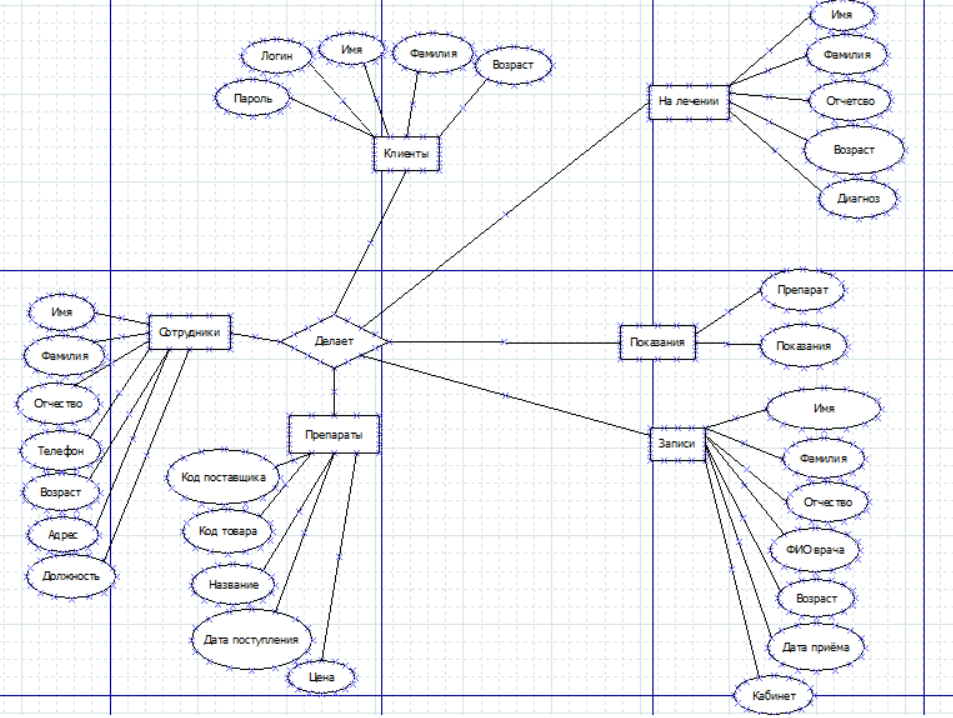 Логин
Имя
Фамилия
Возраст
Пароль
Клиенты
Имя
Фамилия
Отчетсво
Возраст
Диагноз
На лечении
Имя
Фамилия
Отчество
Телефон
Возраст
Адрес
Должность
Сотрудники
Делает
Препараты
Код поставщика
Код товара
Название
Дата поступления
Цена
Показания
Препарат
Показания
Записи
Имя
Фамилия
Отчество
ФИО врача
Возраст
Дата приёма
Кабинет